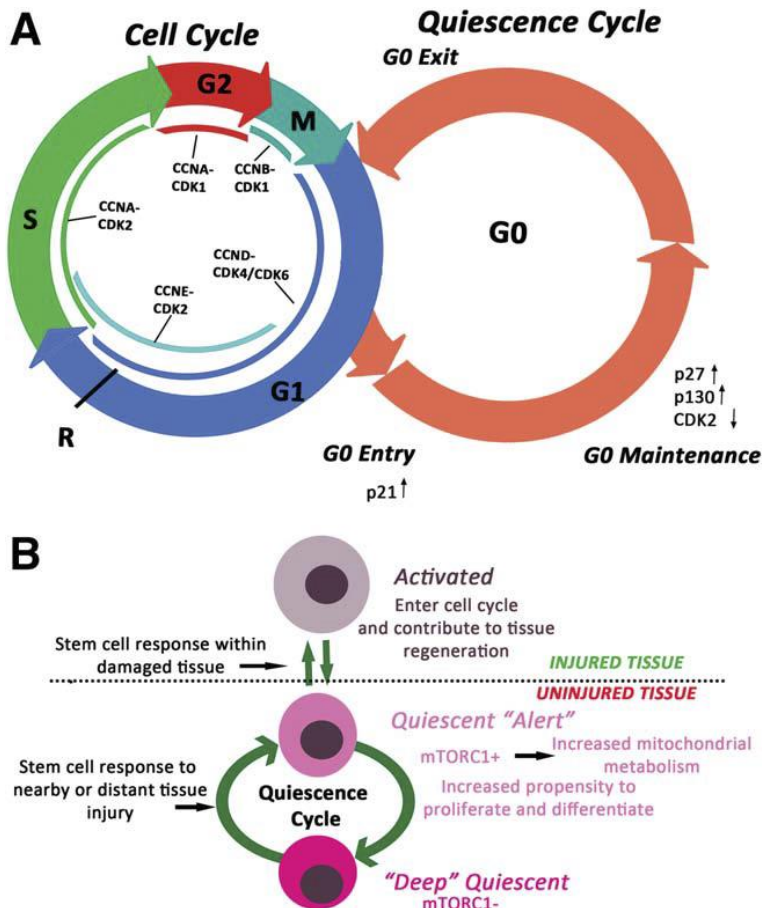 A
Cell Cycle
Quiescence Cycle
G0 Exit
G2
M
CCNA-
CDK1
CCNB-
CDK1
S
CCNA-
CDK2
G0
CCND-
CDK4/CDK6
CCNE-
CDK2
G1
R
p27 ↑
p130 ↑
CDK2 ↓
G0 Entry
p21 ↑
G0 Maintenance
B
Activated
Enter cell cycle
and contribute to tissue
regeneration
Stem cell response within
damaged tissue
INJURED TISSUE
UNINJURED TISSUE
Quiescent “Alert”
mTORC1+
Increased mitochondrial
metabolism
Increased propensity to
proliferate and differentiate
Stem cell response to
nearby or distant tissue
injury
Quiescence
Cycle
“Deep” Quiescent
mTORC1-